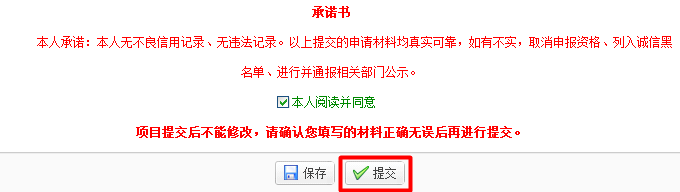 承诺书
本人承诺：本人无不良信用记录、无违法记录。以上提交的申请材料均真实可靠，如有不实，取消申报资格、列入诚信黑
名单、进行并通报相关部门公示。
本人阅读并同意
项目提交后不能修改，请确认您填写的材料正确无误后再进行提交。
保存 提交